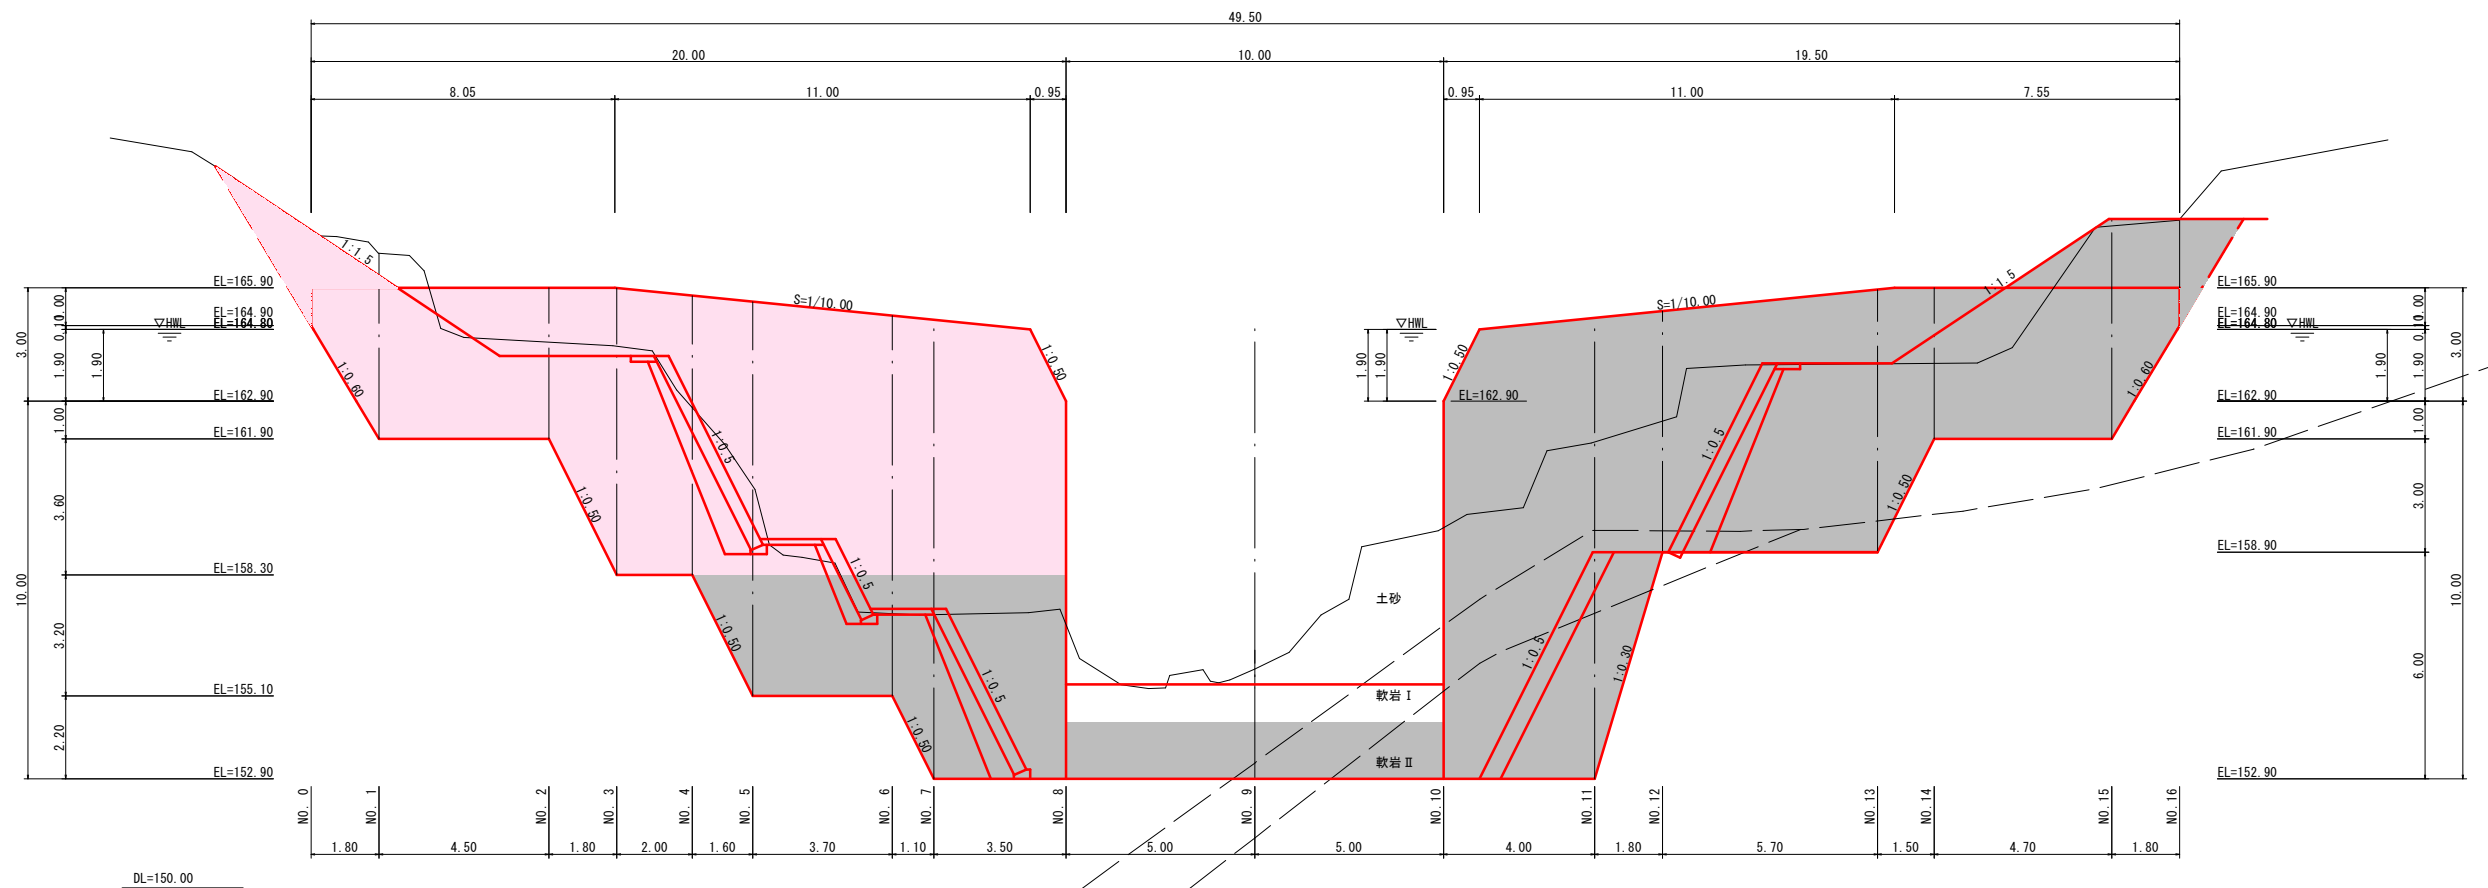 49.50
20.00 10.00 19.50
8.05 11.00 0.95 0.95 11.00 7.55
1:1.5
EL=165.90
EL=164.90
EL=164.80
▽HWL
EL=162.90
EL=161.90
EL=158.30
EL=155.10
EL=152.90
3.00
10.00
1.00
0.10
1.90
1.90
1.00
3.60
3.20
2.20
S=1/10.00
1:0.50
1:0.60
1:0.50
1:0.5
1:0.5
1:0.50
1:0.5
1:0.50
▽HWL
1.90
1.90
EL=162.90
1:0.50
S=1/10.00
1:1.5
1:0.5
1:0.60
1:0.50
1:0.5
1:0.30
土砂
軟岩Ⅰ
軟岩Ⅱ
EL=165.90
EL=164.90
EL=164.80
▽HWL
EL=162.90
EL=161.90
EL=158.90
EL=152.90
1.90
1.00
0.10
1.90
1.00
3.00
6.00
3.00
10.00
NO. 0 NO. 1 NO. 2 NO. 3 NO. 4 NO. 5 NO. 6 NO. 7 NO. 8 NO. 9 NO.10 NO.11 NO.12 NO.13 NO.14 NO.15 NO.16
1.80 4.50 1.80 2.00 1.60 3.70 1.10 3.50 5.00 5.00 4.00 1.80 5.70 1.50 4.70 1.80
DL=150.00